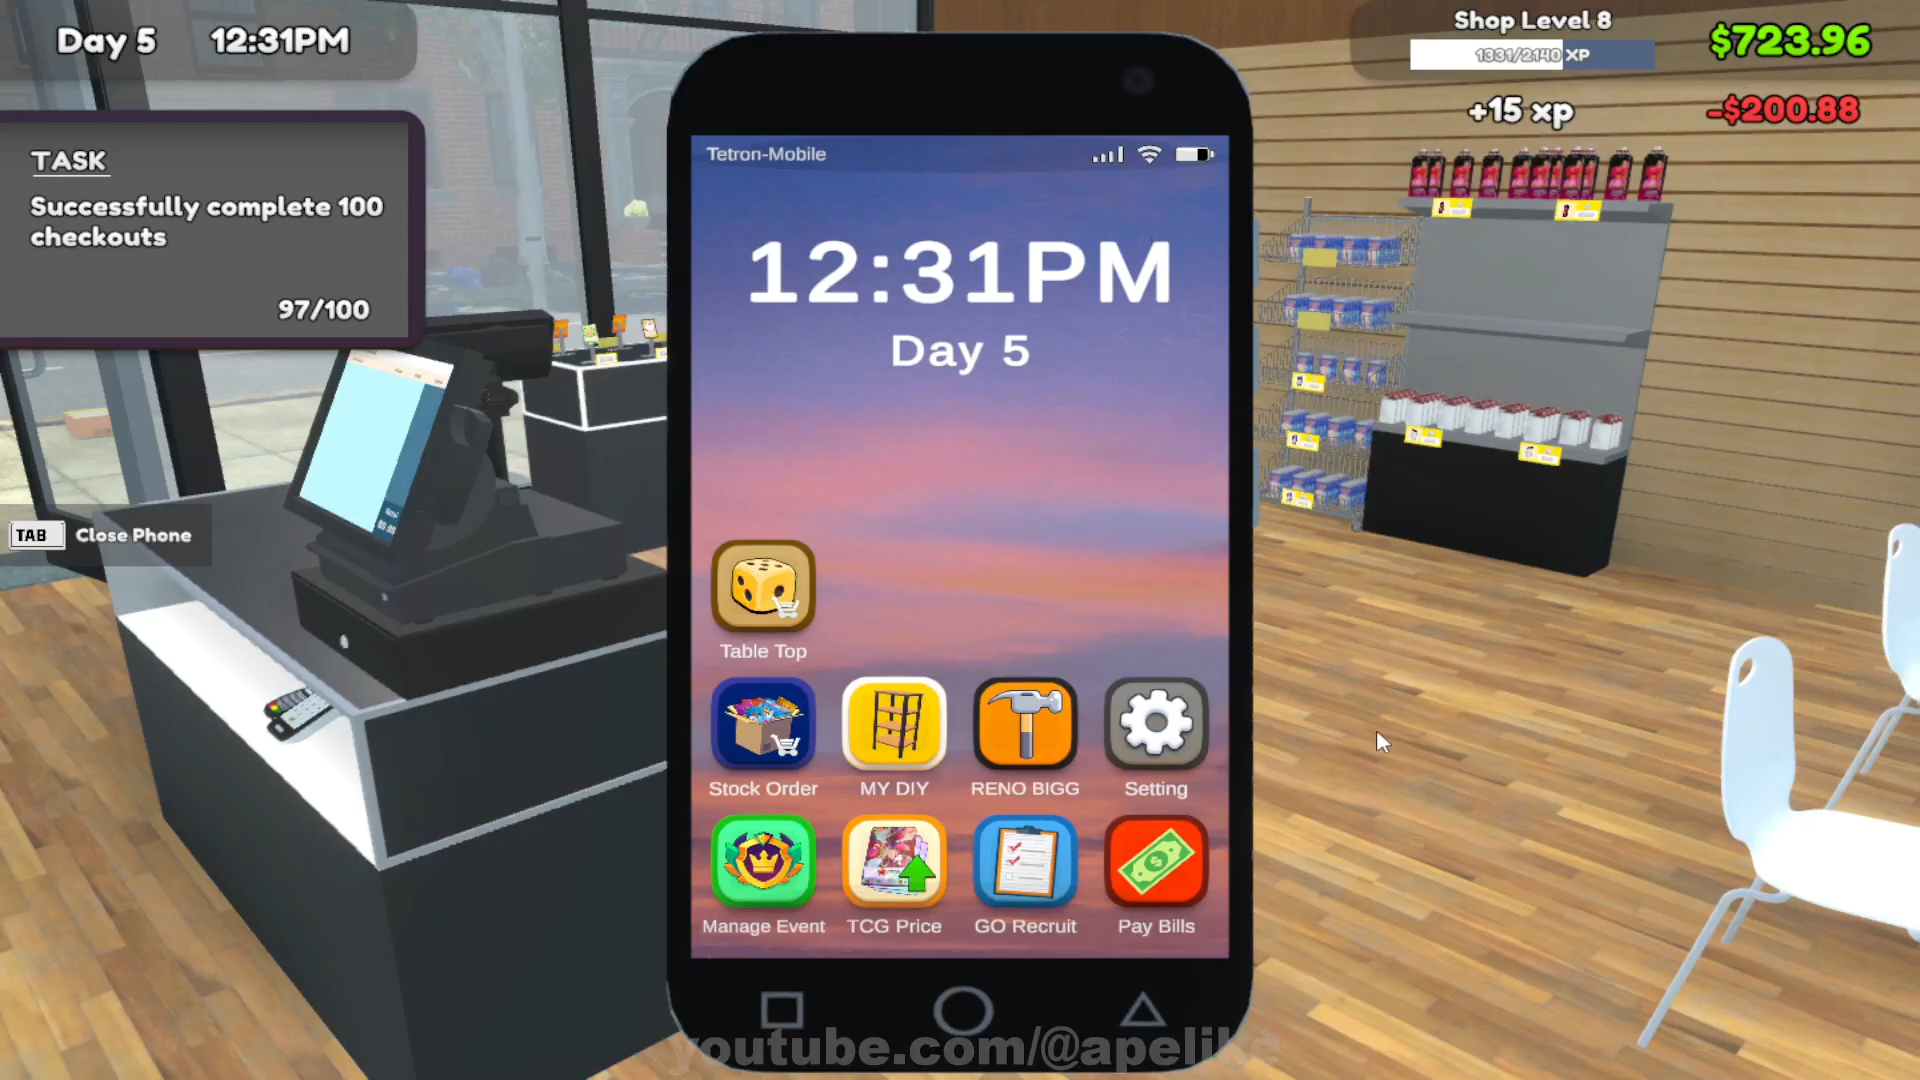 Day 5
12:31PM
Shop Level 8
1331/2140 XP
$723.96
+15 xp
-$200.88
TASK
Successfully complete 100
checkouts
97/100
TAB
Close Phone
Tetron-Mobile
12:31PM
Day 5
Table Top
Stock Order
MY DIY
RENO BIGG
Setting
Manage Event
TCG Price
GO Recruit
Pay Bills
youtube.com/@apelike